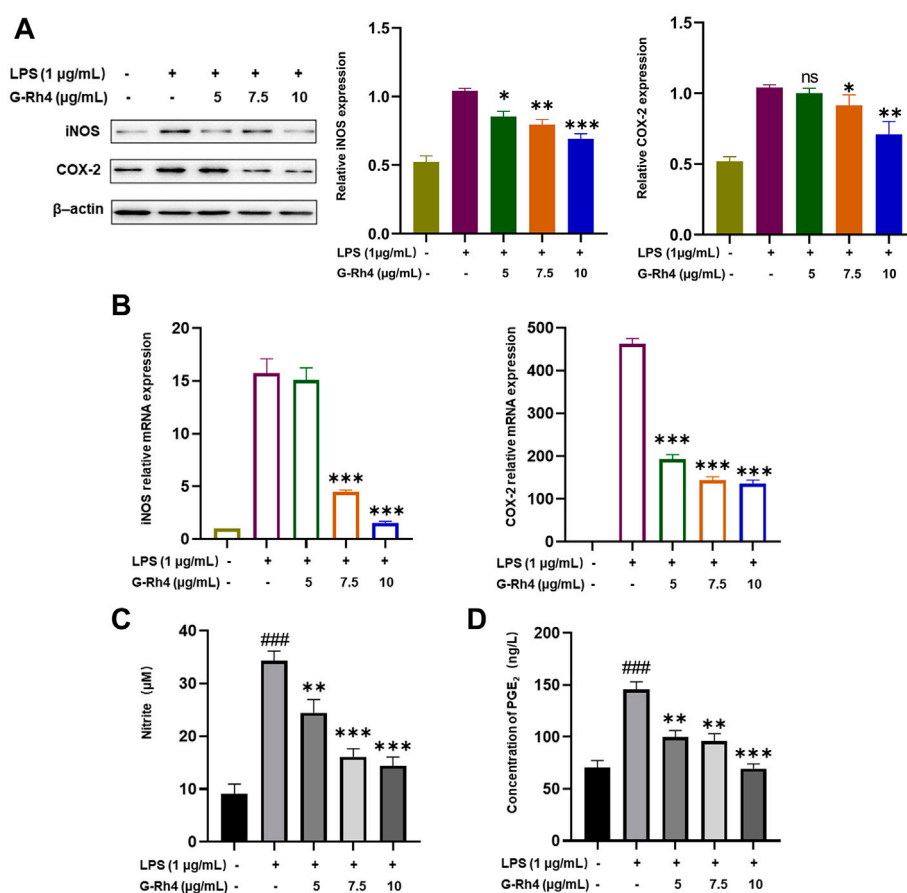 A
LPS (1 µg/mL) - + + + +
G-Rh4 (µg/mL) - - 5 7.5 10
iNOS
COX-2
β–actin
Relative iNOS expression
1.5
1.0
0.5
0.0
* ** ***
LPS (1µg/mL) - + + + +
G-Rh4 (µg/mL) - - 5 7.5 10
Relative COX-2 expression
1.5
1.0
0.5
0.0
ns * **
LPS (1µg/mL) - + + + +
G-Rh4 (µg/mL) - - 5 7.5 10
B
iNOS relative mRNA expression
20
15
10
5
0
*** ***
LPS (1 µg/mL) - + + + +
G-Rh4 (µg/mL) - - 5 7.5 10
COX-2 relative mRNA expression
500
400
300
200
100
0
*** *** ***
LPS (1 µg/mL) - + + + +
G-Rh4 (µg/mL) - - 5 7.5 10
C
Nitrite (µM)
40
30
20
10
0
### ** *** ***
LPS (1 µg/mL) - + + + +
G-Rh4 (µg/mL) - - 5 7.5 10
D
Concentration of PGE₂ (ng/L)
200
150
100
50
0
### ** ** ***
LPS (1 µg/mL) - + + + +
G-Rh4 (µg/mL) - - 5 7.5 10